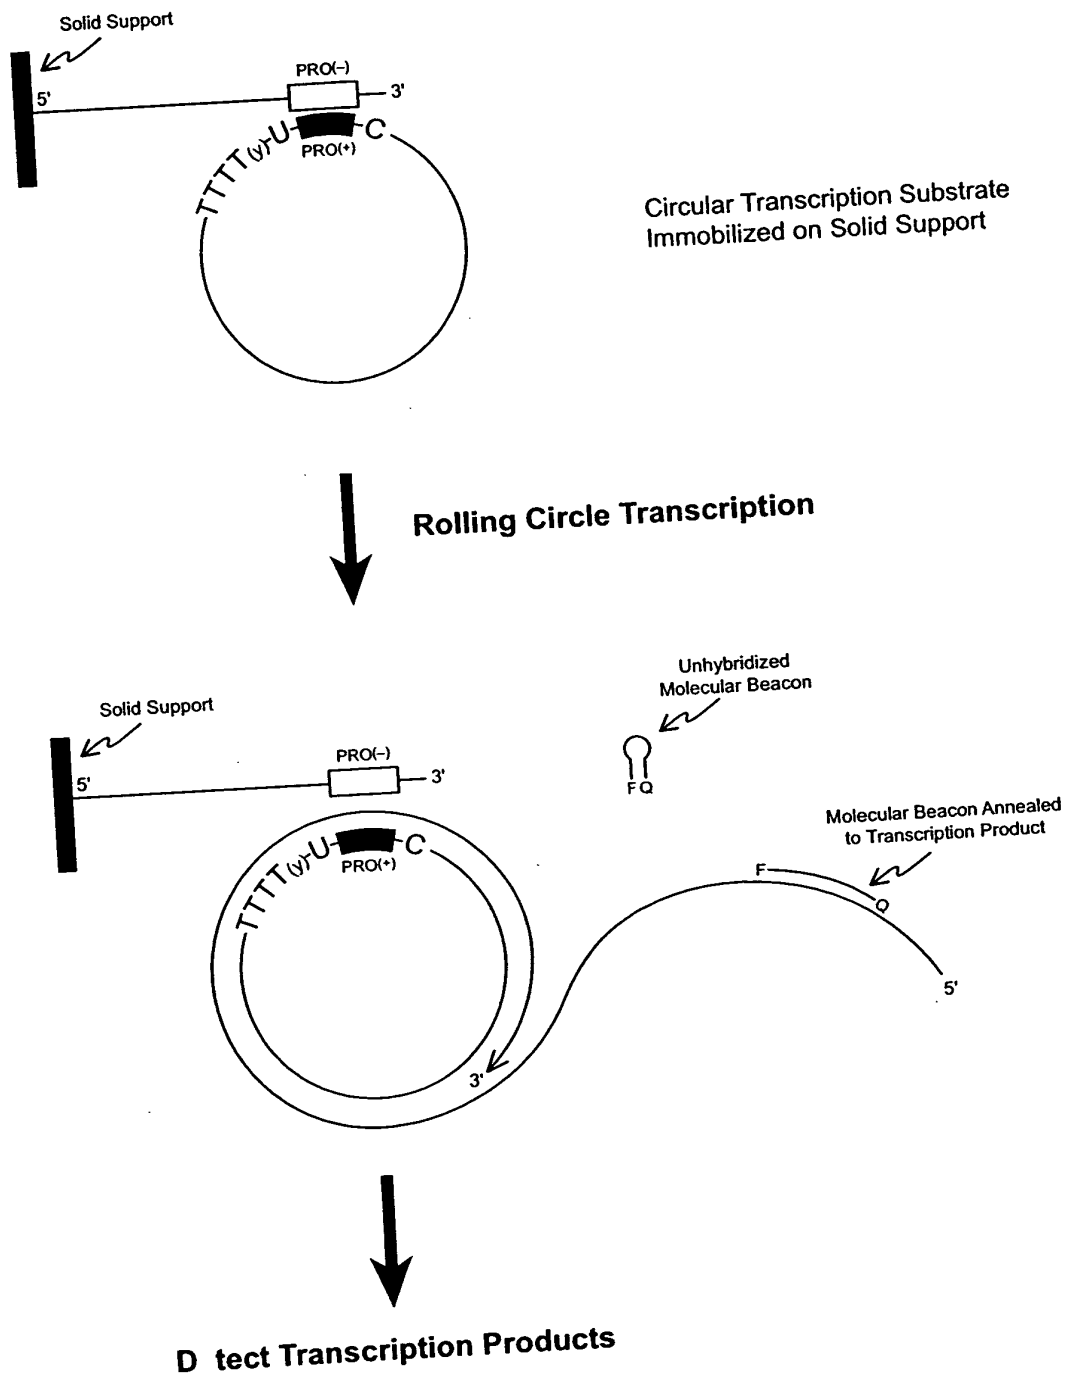 Solid Support
5'
PRO(−)
3'
TTTT(y)-U-
-C
PRO(+)
Circular Transcription Substrate
Immobilized on Solid Support
Rolling Circle Transcription
Unhybridized
Molecular Beacon
F Q
Solid Support
5'
PRO(−)
3'
TTTT(y)-U-
-C
PRO(+)
3'
Molecular Beacon Annealed
to Transcription Product
F
Q
5'
D tect Transcription Products